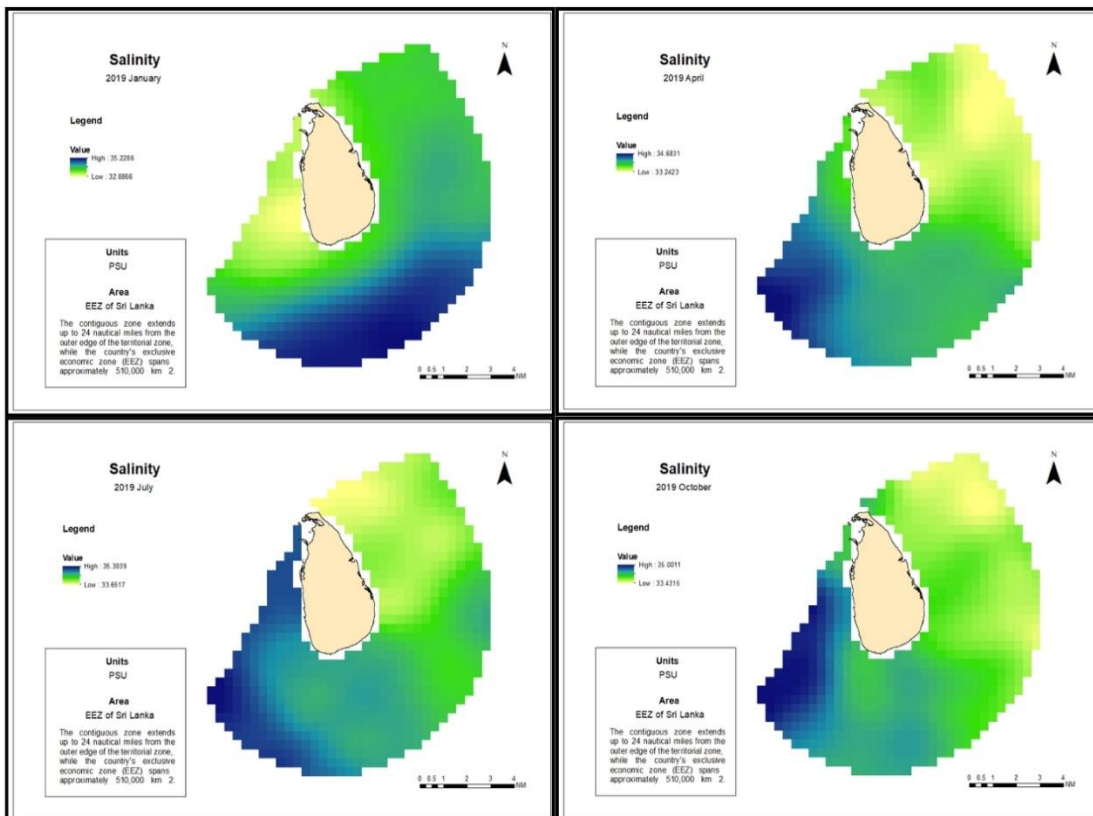 Salinity
2019 January
N
Legend
Value
High : 35.2286
Low : 32.8866
Units
PSU
Area
EEZ of Sri Lanka
The contiguous zone extends
up to 24 nautical miles from the
outer edge of the territorial zone,
while the country's exclusive
economic zone (EEZ) spans
approximately 510,000 km 2.
0 0.5 1 2 3 4
NM
Salinity
2019 April
N
Legend
Value
High : 34.6831
Low : 33.2423
Units
PSU
Area
EEZ of Sri Lanka
The contiguous zone extends
up to 24 nautical miles from the
outer edge of the territorial zone,
while the country's exclusive
economic zone (EEZ) spans
approximately 510,000 km 2.
0 0.5 1 2 3 4
NM
Salinity
2019 July
N
Legend
Value
High : 35.3039
Low : 33.6517
Units
PSU
Area
EEZ of Sri Lanka
The contiguous zone extends
up to 24 nautical miles from the
outer edge of the territorial zone,
while the country's exclusive
economic zone (EEZ) spans
approximately 510,000 km 2.
0 0.5 1 2 3 4
NM
Salinity
2019 October
N
Legend
Value
High : 35.0011
Low : 33.4316
Units
PSU
Area
EEZ of Sri Lanka
The contiguous zone extends
up to 24 nautical miles from the
outer edge of the territorial zone,
while the country's exclusive
economic zone (EEZ) spans
approximately 510,000 km 2.
0 0.5 1 2 3 4
NM